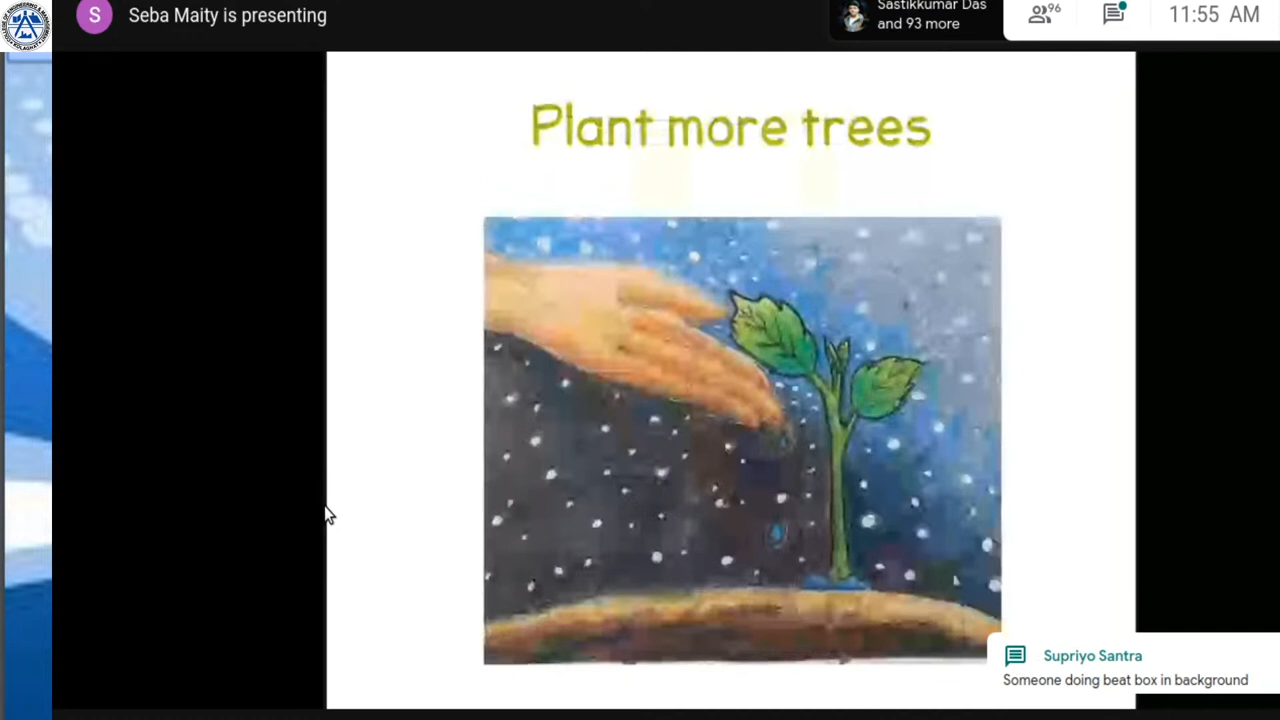 S Seba Maity is presenting
Sastikkumar Das
and 93 more
96
11:55 AM
Plant more trees
Supriyo Santra
Someone doing beat box in background